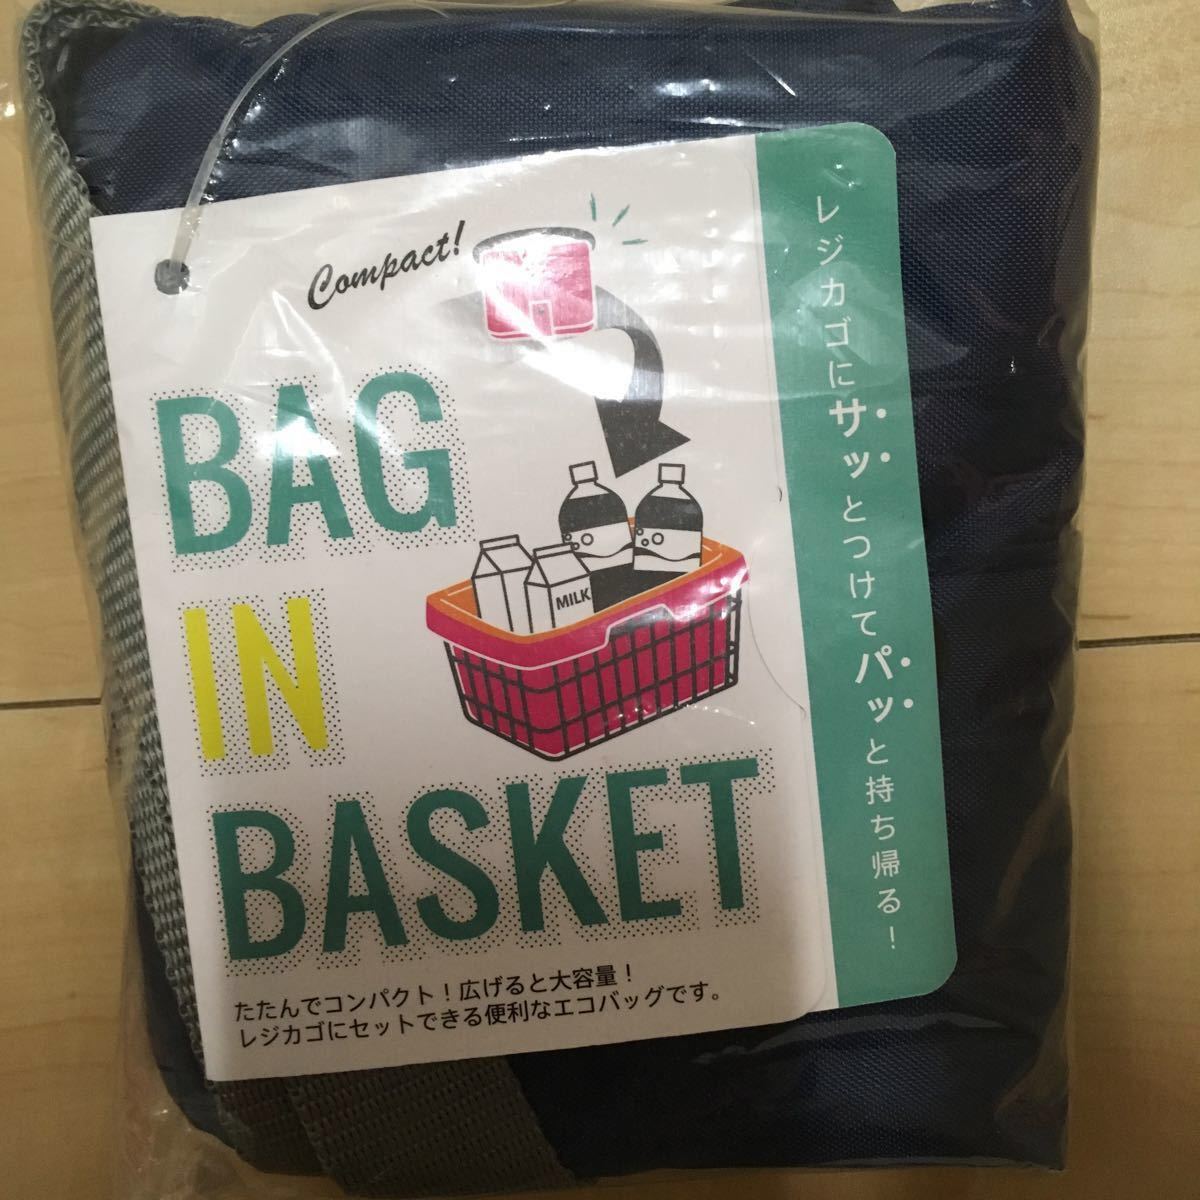 Compact!
BAG
IN
BASKET
MILK
たたんでコンパクト！広げると大容量！
レジカゴにセットできる便利なエコバッグです。
レジカゴにサッとつけてパッと持ち帰る！